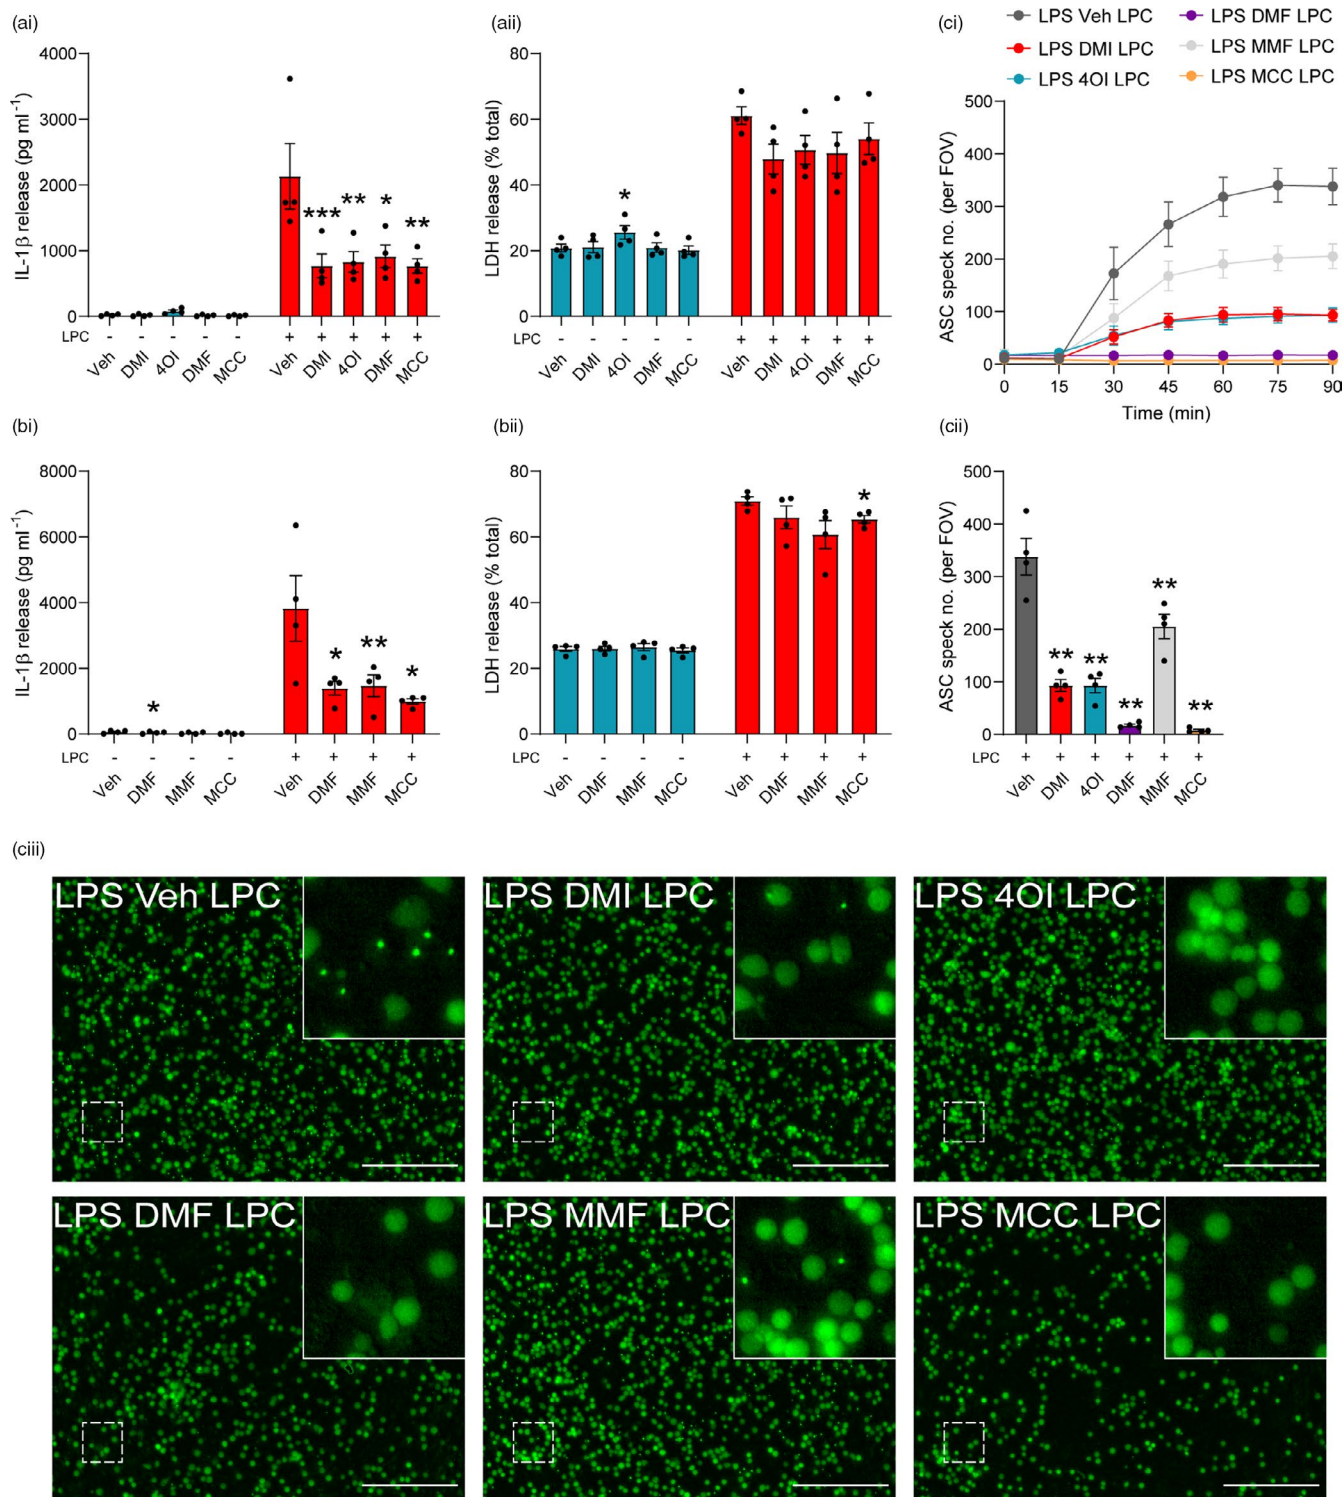 (ai)
IL-1β release (pg ml⁻¹)
4000
3000
2000
1000
0
*** ** * **
LPC - - - - - + + + + +
Veh DMI 4OI DMF MCC Veh DMI 4OI DMF MCC
(aii)
LDH release (% total)
80
60
40
20
0
*
LPC - - - - - + + + + +
Veh DMI 4OI DMF MCC Veh DMI 4OI DMF MCC
(ci)
LPS Veh LPC LPS DMF LPC
LPS DMI LPC LPS MMF LPC
LPS 4OI LPC LPS MCC LPC
ASC speck no. (per FOV)
500
400
300
200
100
0
0 15 30 45 60 75 90
Time (min)
(bi)
IL-1β release (pg ml⁻¹)
8000
6000
4000
2000
0
* * ** *
LPC - - - - + + + +
Veh DMF MMF MCC Veh DMF MMF MCC
(bii)
LDH release (% total)
80
60
40
20
0
*
LPC - - - - + + + +
Veh DMF MMF MCC Veh DMF MMF MCC
(cii)
ASC speck no. (per FOV)
500
400
300
200
100
0
** ** ** ** **
LPC + + + + + +
Veh DMI 4OI DMF MMF MCC
(ciii)
LPS Veh LPC
LPS DMI LPC
LPS 4OI LPC
LPS DMF LPC
LPS MMF LPC
LPS MCC LPC